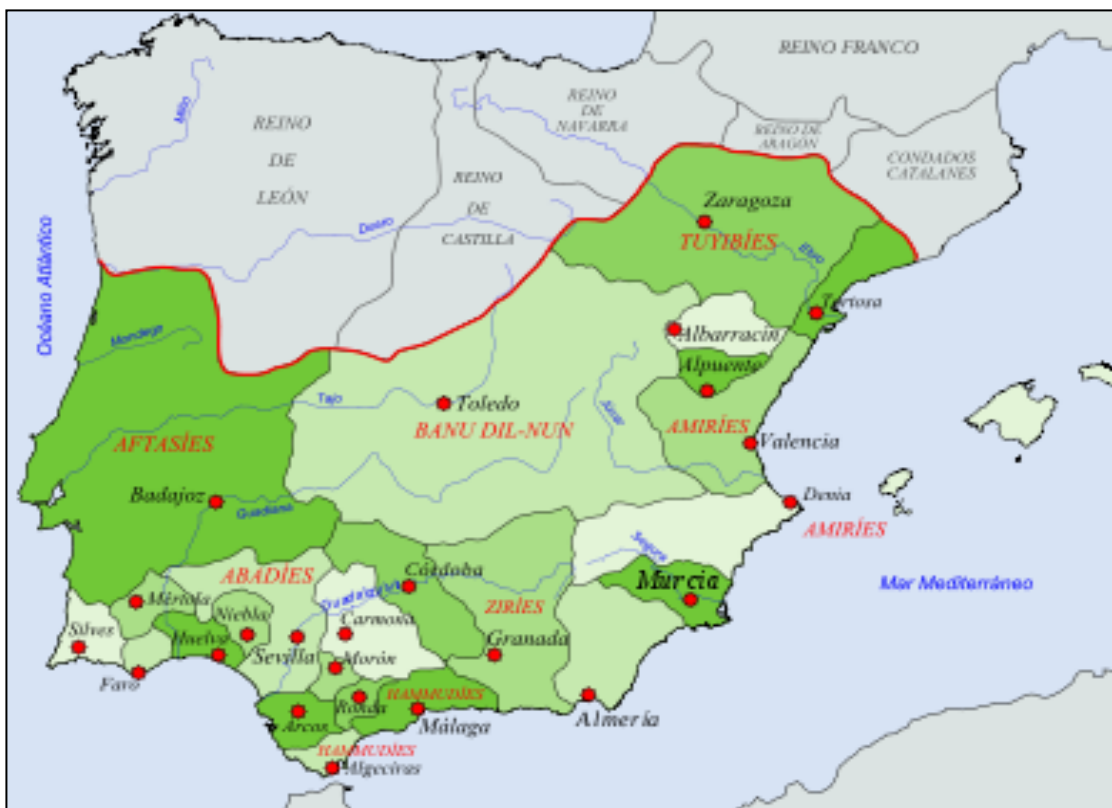 REINO FRANCO
REINO
DE
NAVARRA
REINO DE
ARAGÓN
CONDADOS
CATALANES
Miño
REINO
DE
LEÓN
REINO
DE
CASTILLA
Duero
Océano Atlántico
Zaragoza
TUYIBÍES
Ebro
Tortosa
Mondego
Albarracín
Alpuente
Tajo
Toledo
BANU DIL-NUN
Júcar
AMIRÍES
Valencia
AFTASÍES
Badajoz
Guadiana
Denia
AMIRÍES
Segura
Mar Mediterráneo
ABADÍES
Guadalquivir
Córdoba
Murcia
Mértola
Niebla
Carmona
ZIRÍES
Silves
Huelva
Sevilla
Morón
Granada
Faro
Arcos
Ronda
HAMMUDÍES
Málaga
Almería
HAMMUDÍES
Algeciras